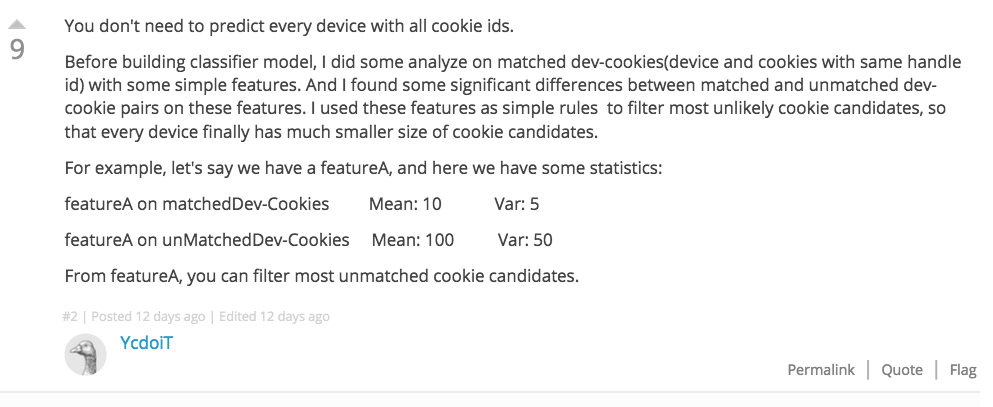 You don't need to predict every device with all cookie ids.
9
Before building classifier model, I did some analyze on matched dev-cookies(device and cookies with same handle
id) with some simple features. And I found some significant differences between matched and unmatched dev-
cookie pairs on these features. I used these features as simple rules to filter most unlikely cookie candidates, so
that every device finally has much smaller size of cookie candidates.
For example, let's say we have a featureA, and here we have some statistics:
featureA on matchedDev-Cookies Mean: 10 Var: 5
featureA on unMatchedDev-Cookies Mean: 100 Var: 50
From featureA, you can filter most unmatched cookie candidates.
#2 | Posted 12 days ago | Edited 12 days ago
YcdoiT
Permalink | Quote | Flag